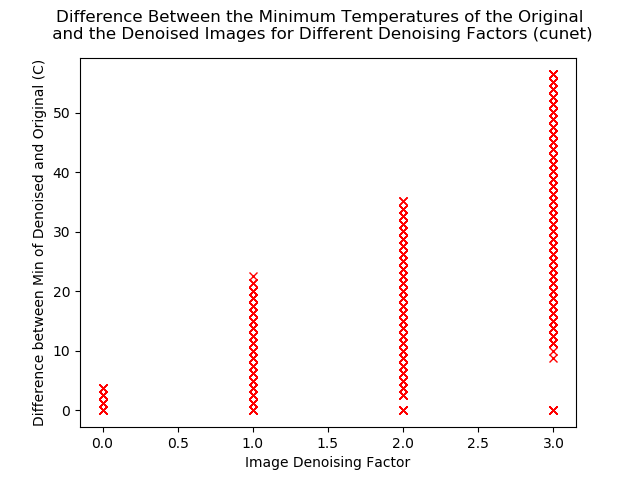 Difference Between the Minimum Temperatures of the Original
and the Denoised Images for Different Denoising Factors (cunet)
Difference between Min of Denoised and Original (C)
50
40
30
20
10
0
0.0 0.5 1.0 1.5 2.0 2.5 3.0
Image Denoising Factor